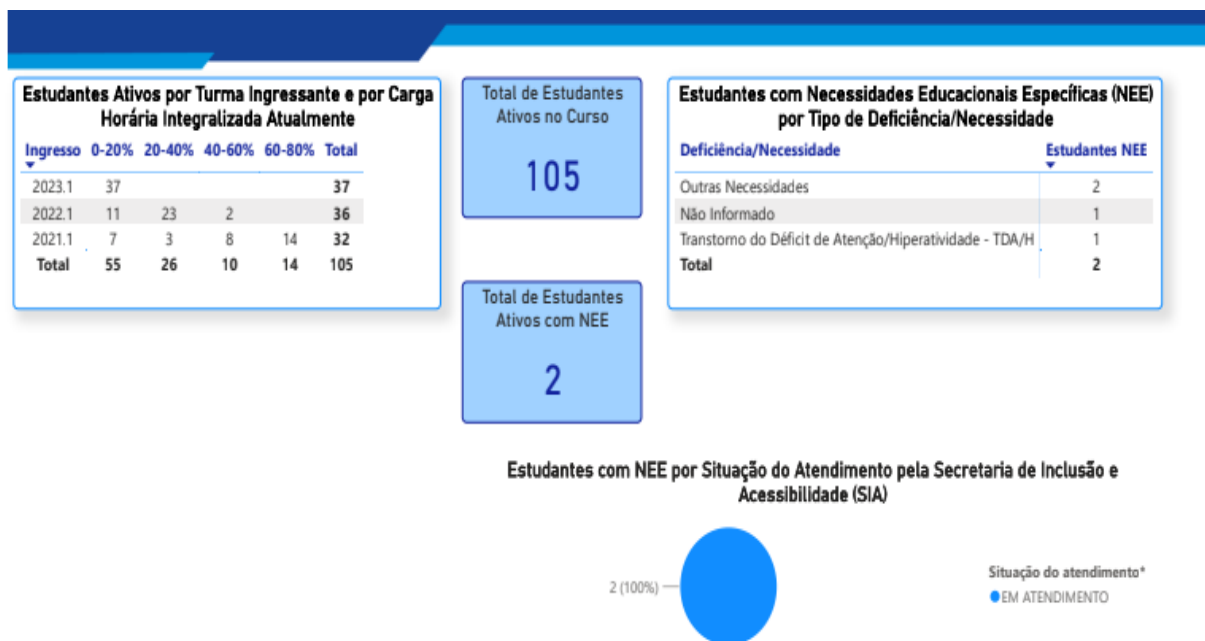 Estudantes Ativos por Turma Ingressante e por Carga
Horária Integralizada Atualmente
Ingresso 0-20% 20-40% 40-60% 60-80% Total
2023.1 37 37
2022.1 11 23 2 36
2021.1 7 3 8 14 32
Total 55 26 10 14 105
Total de Estudantes
Ativos no Curso
105
Total de Estudantes
Ativos com NEE
2
Estudantes com Necessidades Educacionais Específicas (NEE)
por Tipo de Deficiência/Necessidade
Deficiência/Necessidade Estudantes NEE
Outras Necessidades 2
Não Informado 1
Transtorno do Déficit de Atenção/Hiperatividade - TDA/H 1
Total 2
Estudantes com NEE por Situação do Atendimento pela Secretaria de Inclusão e
Acessibilidade (SIA)
2 (100%)
Situação do atendimento*
EM ATENDIMENTO